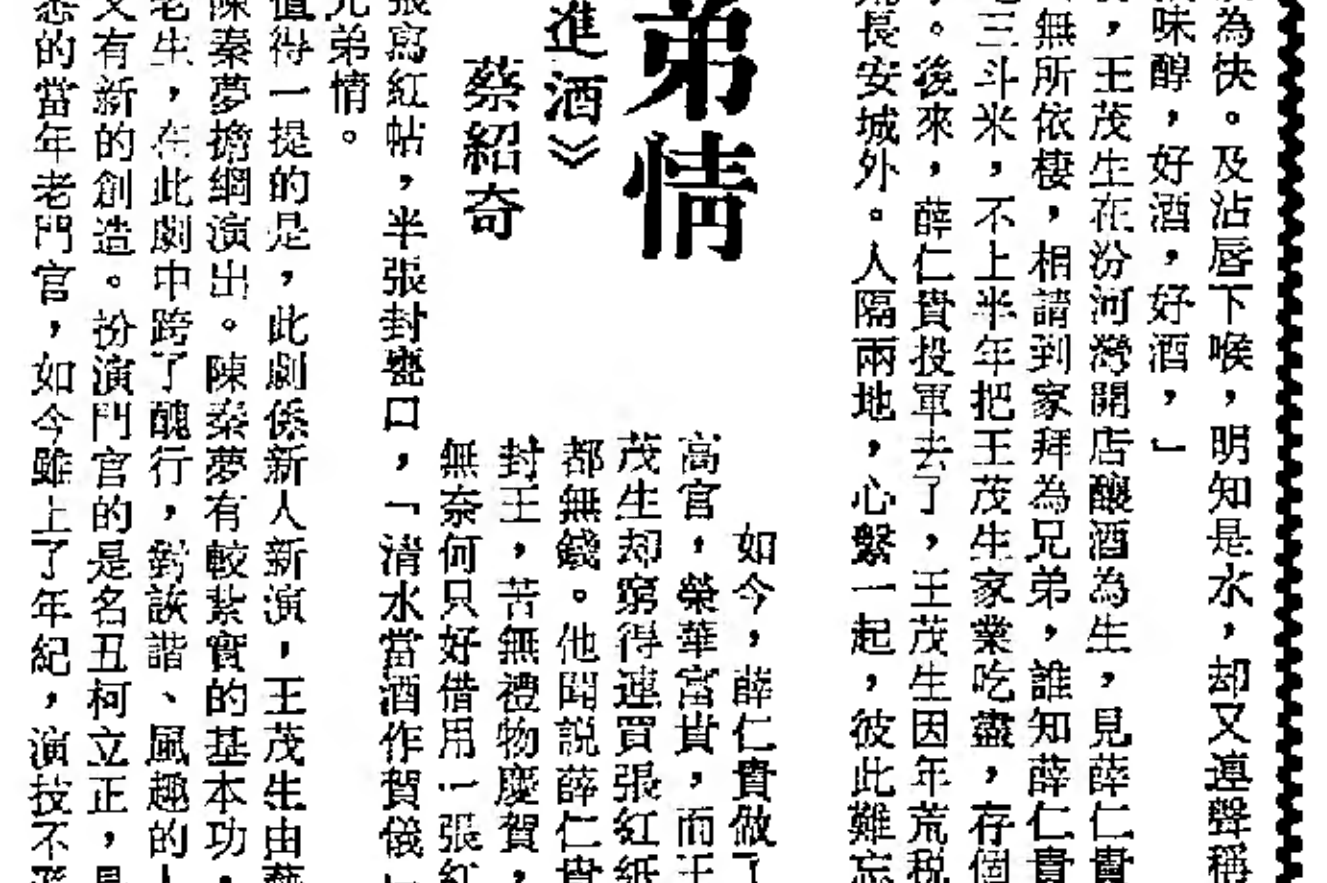 為快。及沾唇下喉，明知是水，却又連聲稱
味醇，好酒，好酒，」
，王茂生在汾河灣開店釀酒為生，見薛仁貴
無所依棲，相請到家拜為兄弟，誰知薛仁貴
三斗米，不上半年把王茂生家業吃盡，存個
。後來，薛仁貴投軍去了，王茂生因年荒税
長安城外。人隔兩地，心繫一起，彼此難忘
弟情
進酒》
蔡紹奇
如今，薛仁貴做了
高官，榮華富貴，而王
茂生却窮得連買張紅紙
都無錢。他聞説薛仁貴
封王，苦無禮物慶賀，
無奈何只好借用一張紅
張寫紅帖，半張封甕口，「清水當酒作賀儀
兄弟情。
值得一提的是，此劇係新人新演，王茂生由藝
陳秦夢擔綱演出。陳秦夢有較紮實的基本功，
老生，在此劇中跨了醜行，對詼諧、風趣的
又有新的創造。扮演門官的是名丑柯立正，
悉的當年老門官，如今雖上了年紀，演技不